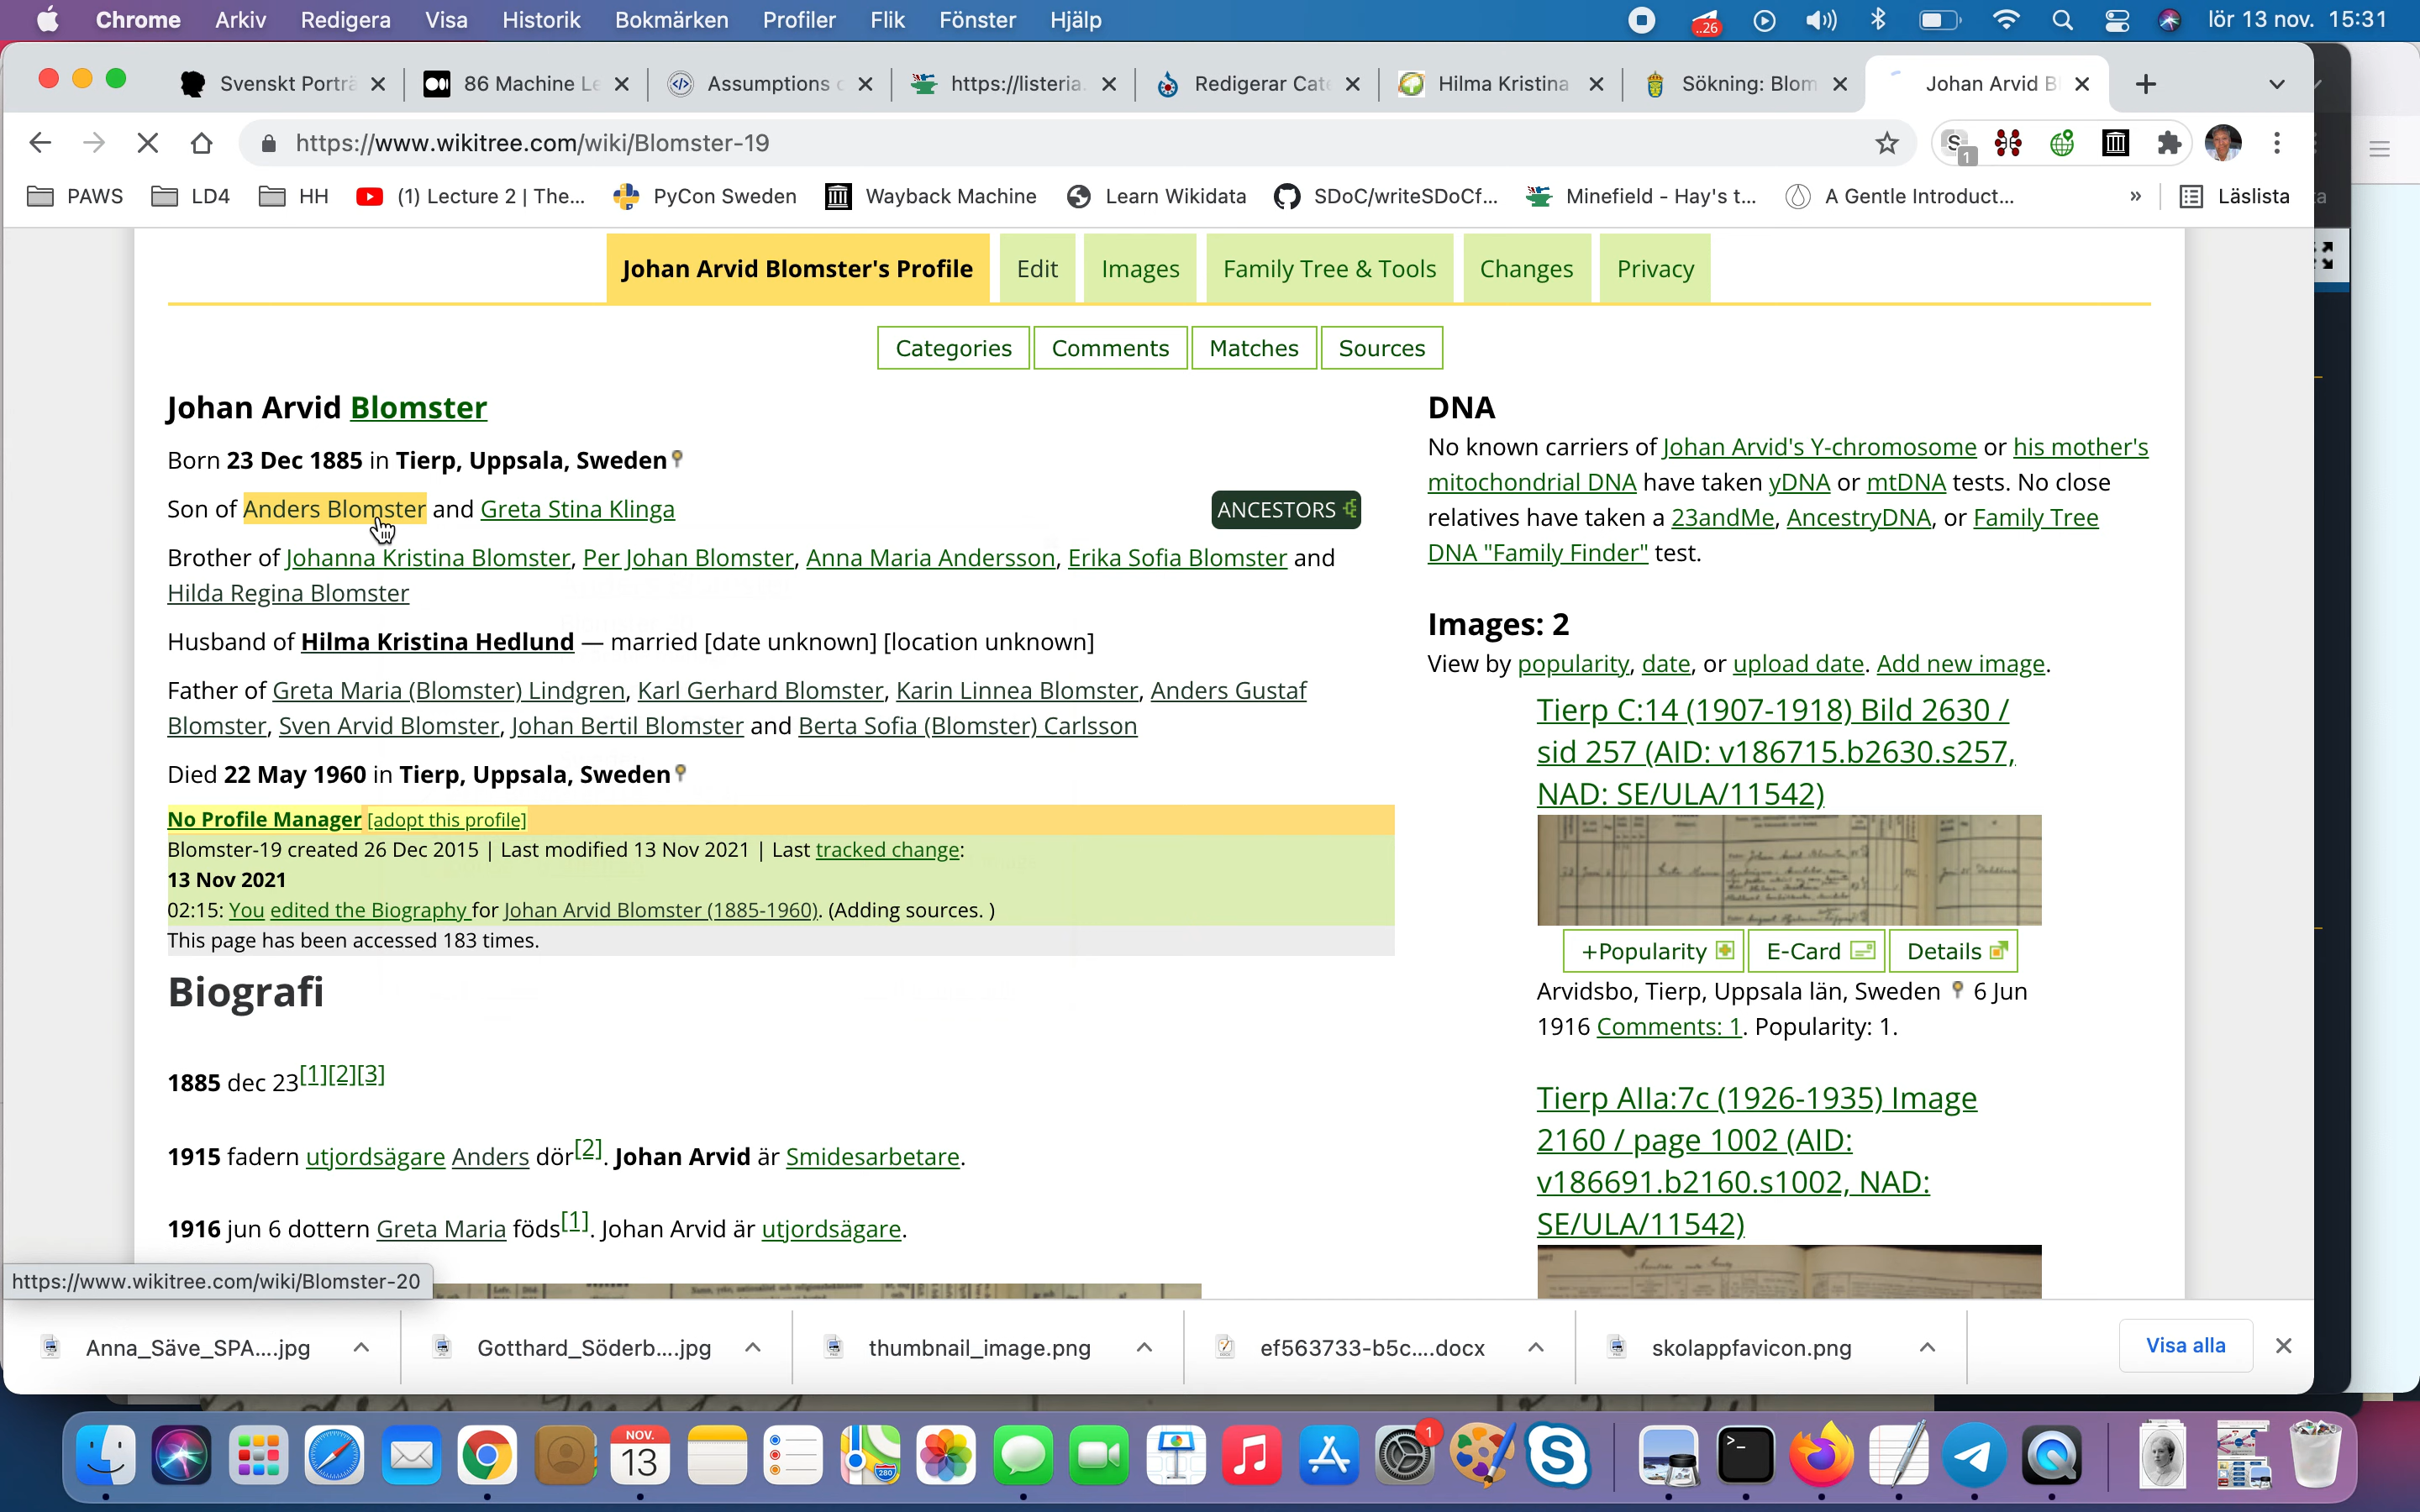 Chrome Arkiv Redigera Visa Historik Bokmärken Profiler Flik Fönster Hjälp ..26 lör 13 nov. 15:31
Svenskt Porträ 86 Machine Le Assumptions o https://listeria. Redigerar Cate Hilma Kristina Sökning: Blom Johan Arvid B
https://www.wikitree.com/wiki/Blomster-19 S 1
PAWS LD4 HH (1) Lecture 2 | The... PyCon Sweden Wayback Machine Learn Wikidata SDoC/writeSDoCf... Minefield - Hay's t... A Gentle Introduct... » Läslista
Johan Arvid Blomster's Profile Edit Images Family Tree & Tools Changes Privacy
Categories Comments Matches Sources
Johan Arvid Blomster
Born 23 Dec 1885 in Tierp, Uppsala, Sweden
Son of Anders Blomster and Greta Stina Klinga
ANCESTORS
Brother of Johanna Kristina Blomster, Per Johan Blomster, Anna Maria Andersson, Erika Sofia Blomster and
Hilda Regina Blomster
Husband of Hilma Kristina Hedlund — married [date unknown] [location unknown]
Father of Greta Maria (Blomster) Lindgren, Karl Gerhard Blomster, Karin Linnea Blomster, Anders Gustaf
Blomster, Sven Arvid Blomster, Johan Bertil Blomster and Berta Sofia (Blomster) Carlsson
Died 22 May 1960 in Tierp, Uppsala, Sweden
No Profile Manager [adopt this profile]
Blomster-19 created 26 Dec 2015 | Last modified 13 Nov 2021 | Last tracked change:
13 Nov 2021
02:15: You edited the Biography for Johan Arvid Blomster (1885-1960). (Adding sources. )
This page has been accessed 183 times.
Biografi
1885 dec 23[1][2][3]
1915 fadern utjordsägare Anders dör[2]. Johan Arvid är Smidesarbetare.
1916 jun 6 dottern Greta Maria föds[1]. Johan Arvid är utjordsägare.
DNA
No known carriers of Johan Arvid's Y-chromosome or his mother's
mitochondrial DNA have taken yDNA or mtDNA tests. No close
relatives have taken a 23andMe, AncestryDNA, or Family Tree
DNA "Family Finder" test.
Images: 2
View by popularity, date, or upload date. Add new image.
Tierp C:14 (1907-1918) Bild 2630 /
sid 257 (AID: v186715.b2630.s257,
NAD: SE/ULA/11542)
+Popularity E-Card Details
Arvidsbo, Tierp, Uppsala län, Sweden 6 Jun
1916 Comments: 1. Popularity: 1.
Tierp AIIa:7c (1926-1935) Image
2160 / page 1002 (AID:
v186691.b2160.s1002, NAD:
SE/ULA/11542)
https://www.wikitree.com/wiki/Blomster-20
Anna_Säve_SPA....jpg Gotthard_Söderb....jpg thumbnail_image.png ef563733-b5c....docx skolappfavicon.png Visa alla
NOV.
13
280
1